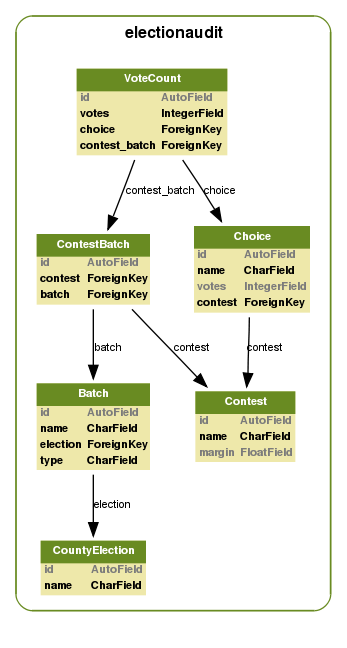 electionaudit
VoteCount
id AutoField
votes IntegerField
choice ForeignKey
contest_batch ForeignKey
contest_batch
choice
ContestBatch
id AutoField
contest ForeignKey
batch ForeignKey
Choice
id AutoField
name CharField
votes IntegerField
contest ForeignKey
batch
contest
contest
Batch
id AutoField
name CharField
election ForeignKey
type CharField
Contest
id AutoField
name CharField
margin FloatField
election
CountyElection
id AutoField
name CharField